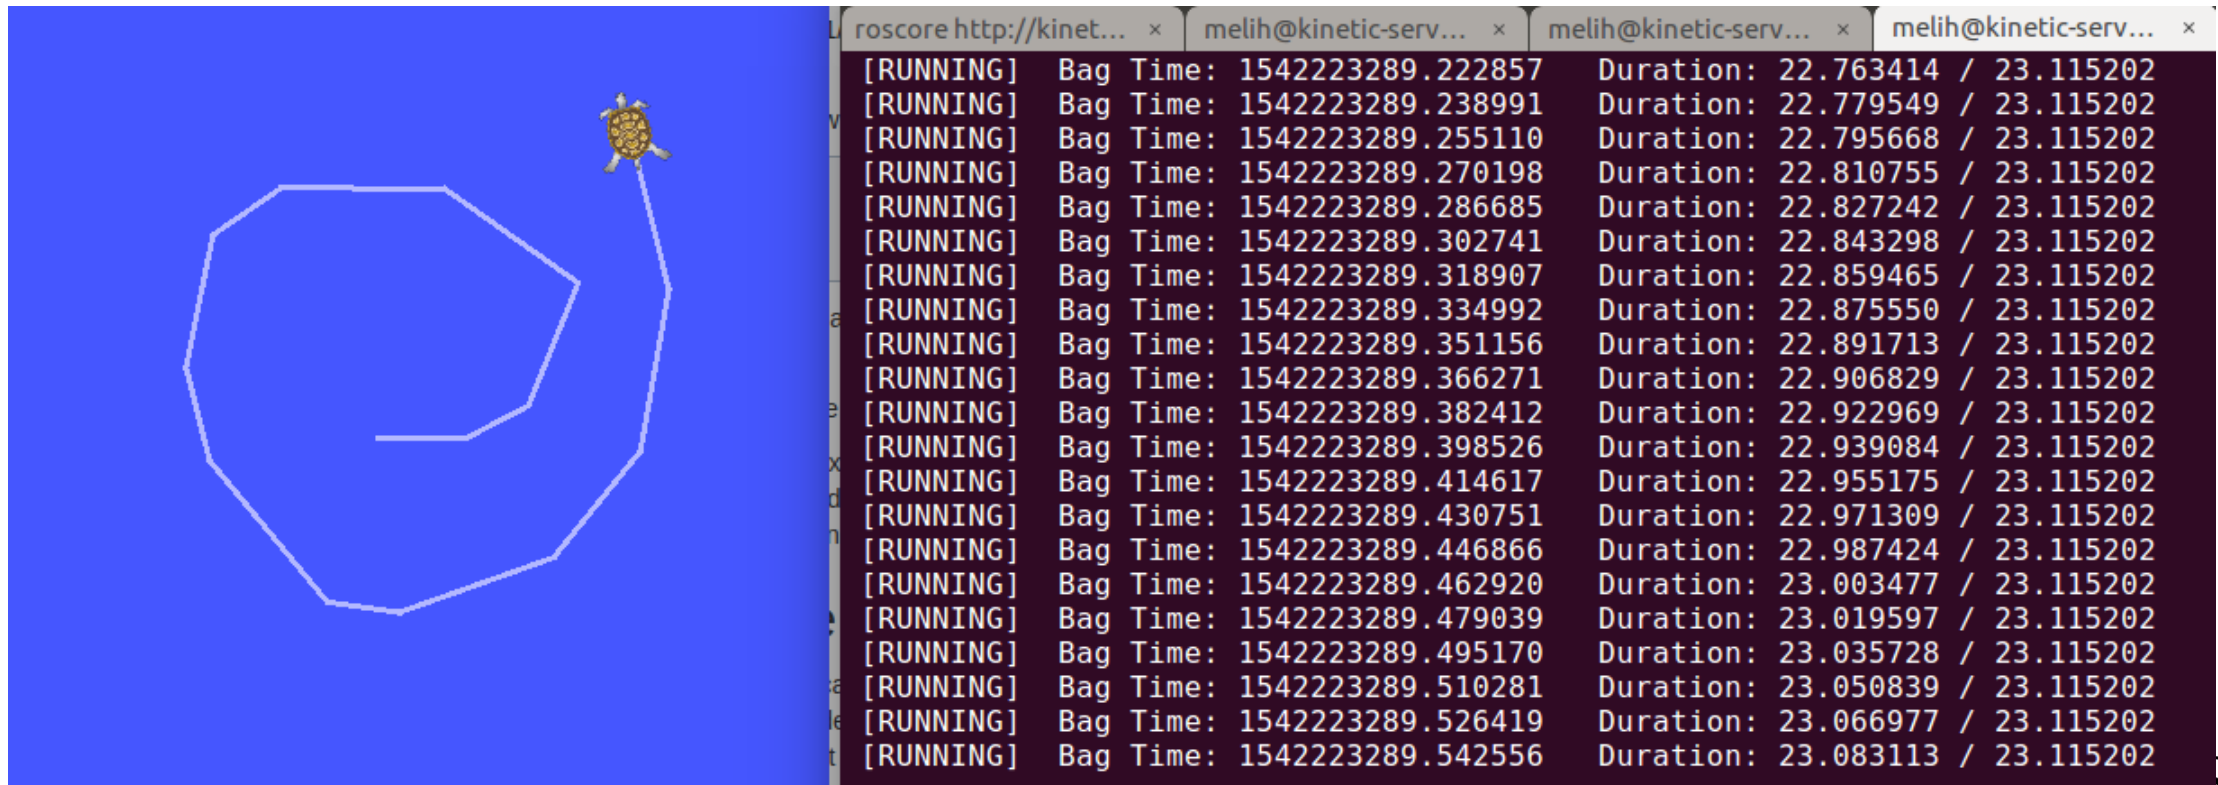 roscore http://kinet... × melih@kinetic-serv... × melih@kinetic-serv... × melih@kinetic-serv... ×
[RUNNING] Bag Time: 1542223289.222857 Duration: 22.763414 / 23.115202
[RUNNING] Bag Time: 1542223289.238991 Duration: 22.779549 / 23.115202
[RUNNING] Bag Time: 1542223289.255110 Duration: 22.795668 / 23.115202
[RUNNING] Bag Time: 1542223289.270198 Duration: 22.810755 / 23.115202
[RUNNING] Bag Time: 1542223289.286685 Duration: 22.827242 / 23.115202
[RUNNING] Bag Time: 1542223289.302741 Duration: 22.843298 / 23.115202
[RUNNING] Bag Time: 1542223289.318907 Duration: 22.859465 / 23.115202
[RUNNING] Bag Time: 1542223289.334992 Duration: 22.875550 / 23.115202
[RUNNING] Bag Time: 1542223289.351156 Duration: 22.891713 / 23.115202
[RUNNING] Bag Time: 1542223289.366271 Duration: 22.906829 / 23.115202
[RUNNING] Bag Time: 1542223289.382412 Duration: 22.922969 / 23.115202
[RUNNING] Bag Time: 1542223289.398526 Duration: 22.939084 / 23.115202
[RUNNING] Bag Time: 1542223289.414617 Duration: 22.955175 / 23.115202
[RUNNING] Bag Time: 1542223289.430751 Duration: 22.971309 / 23.115202
[RUNNING] Bag Time: 1542223289.446866 Duration: 22.987424 / 23.115202
[RUNNING] Bag Time: 1542223289.462920 Duration: 23.003477 / 23.115202
[RUNNING] Bag Time: 1542223289.479039 Duration: 23.019597 / 23.115202
[RUNNING] Bag Time: 1542223289.495170 Duration: 23.035728 / 23.115202
[RUNNING] Bag Time: 1542223289.510281 Duration: 23.050839 / 23.115202
[RUNNING] Bag Time: 1542223289.526419 Duration: 23.066977 / 23.115202
[RUNNING] Bag Time: 1542223289.542556 Duration: 23.083113 / 23.115202